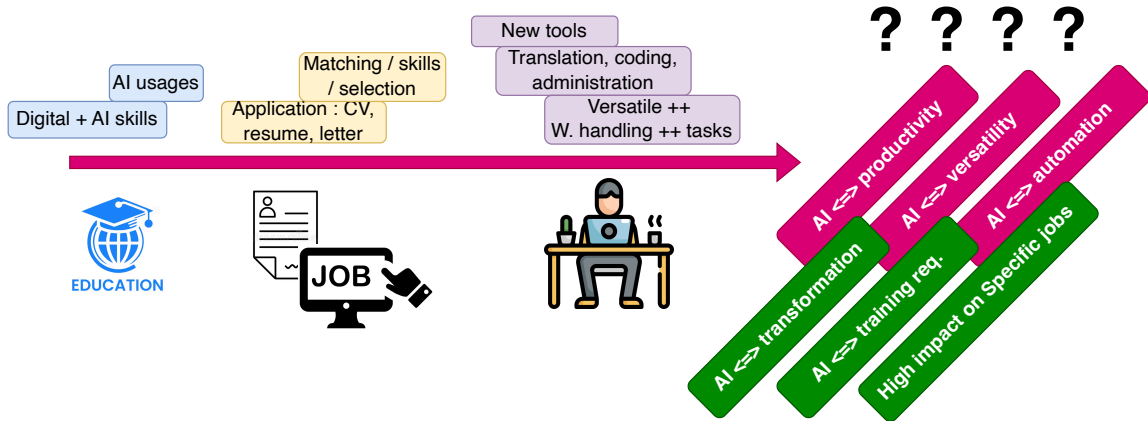 ? ? ? ?
New tools
Matching / skills
/ selection
Translation, coding,
administration
AI usages
Digital + AI skills
Application : CV,
resume, letter
Versatile ++
W. handling ++ tasks
EDUCATION
JOB
AI <=> productivity
AI <=> versatility
AI <=> automation
AI <=> transformation
AI <=> training req.
High impact on Specific jobs